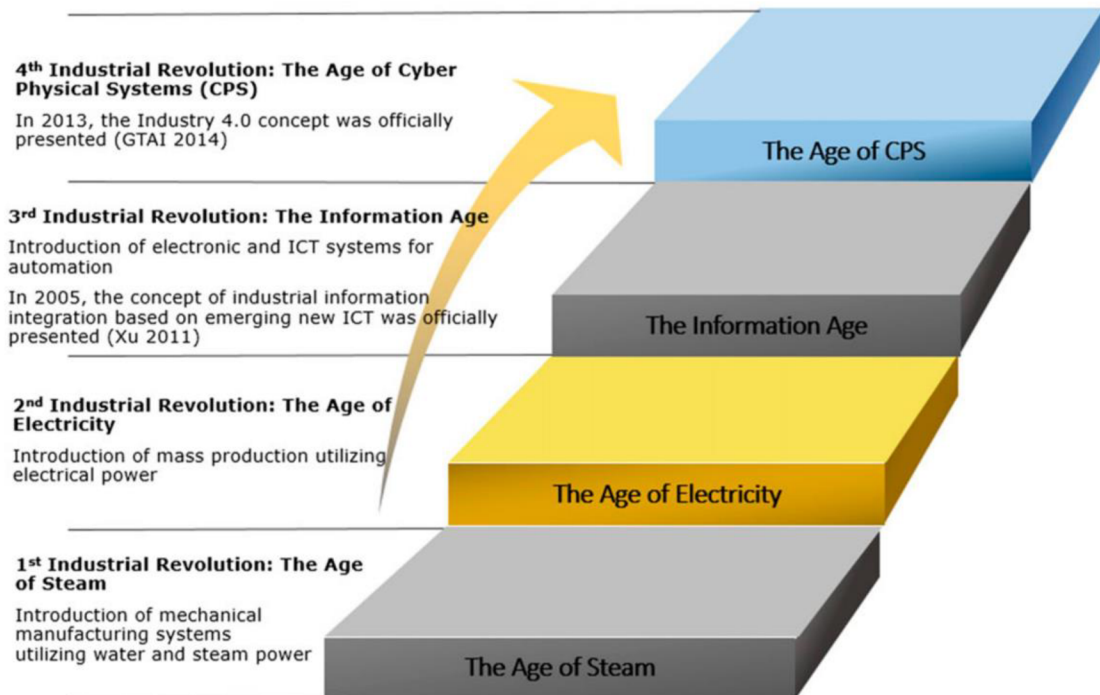 4th Industrial Revolution: The Age of Cyber
Physical Systems (CPS)
In 2013, the Industry 4.0 concept was officially
presented (GTAI 2014)
The Age of CPS
3rd Industrial Revolution: The Information Age
Introduction of electronic and ICT systems for
automation
In 2005, the concept of industrial information
integration based on emerging new ICT was officially
presented (Xu 2011)
The Information Age
2nd Industrial Revolution: The Age of
Electricity
Introduction of mass production utilizing
electrical power
The Age of Electricity
1st Industrial Revolution: The Age
of Steam
Introduction of mechanical
manufacturing systems
utilizing water and steam power
The Age of Steam